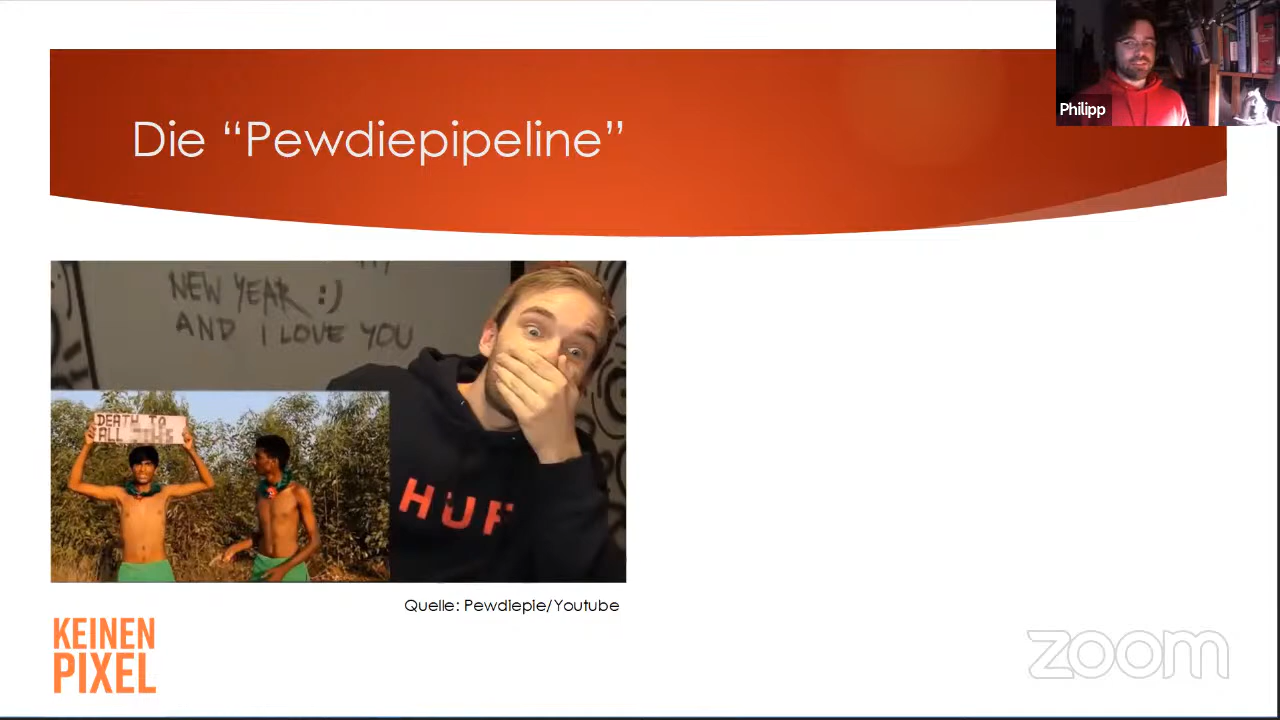 Die “Pewdiepipeline”
Philipp
NEW YEAR :)
AND I LOVE YOU
DEATH TO
ALL
HUF
Quelle: Pewdiepie/Youtube
KEINEN
PIXEL
zoom